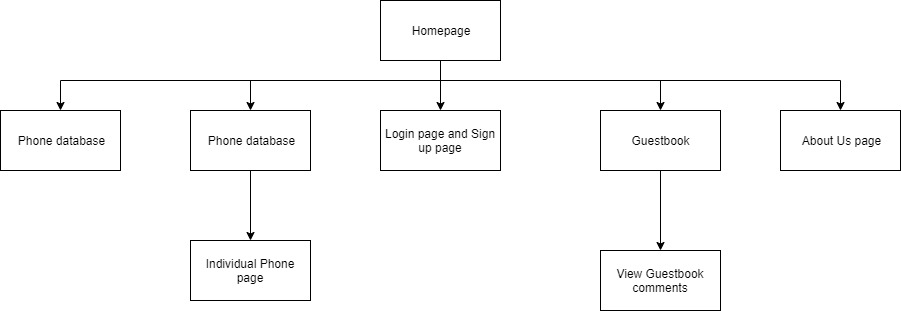 Homepage
Phone database
Phone database
Login page and Sign
up page
Guestbook
About Us page
Individual Phone
page
View Guestbook
comments